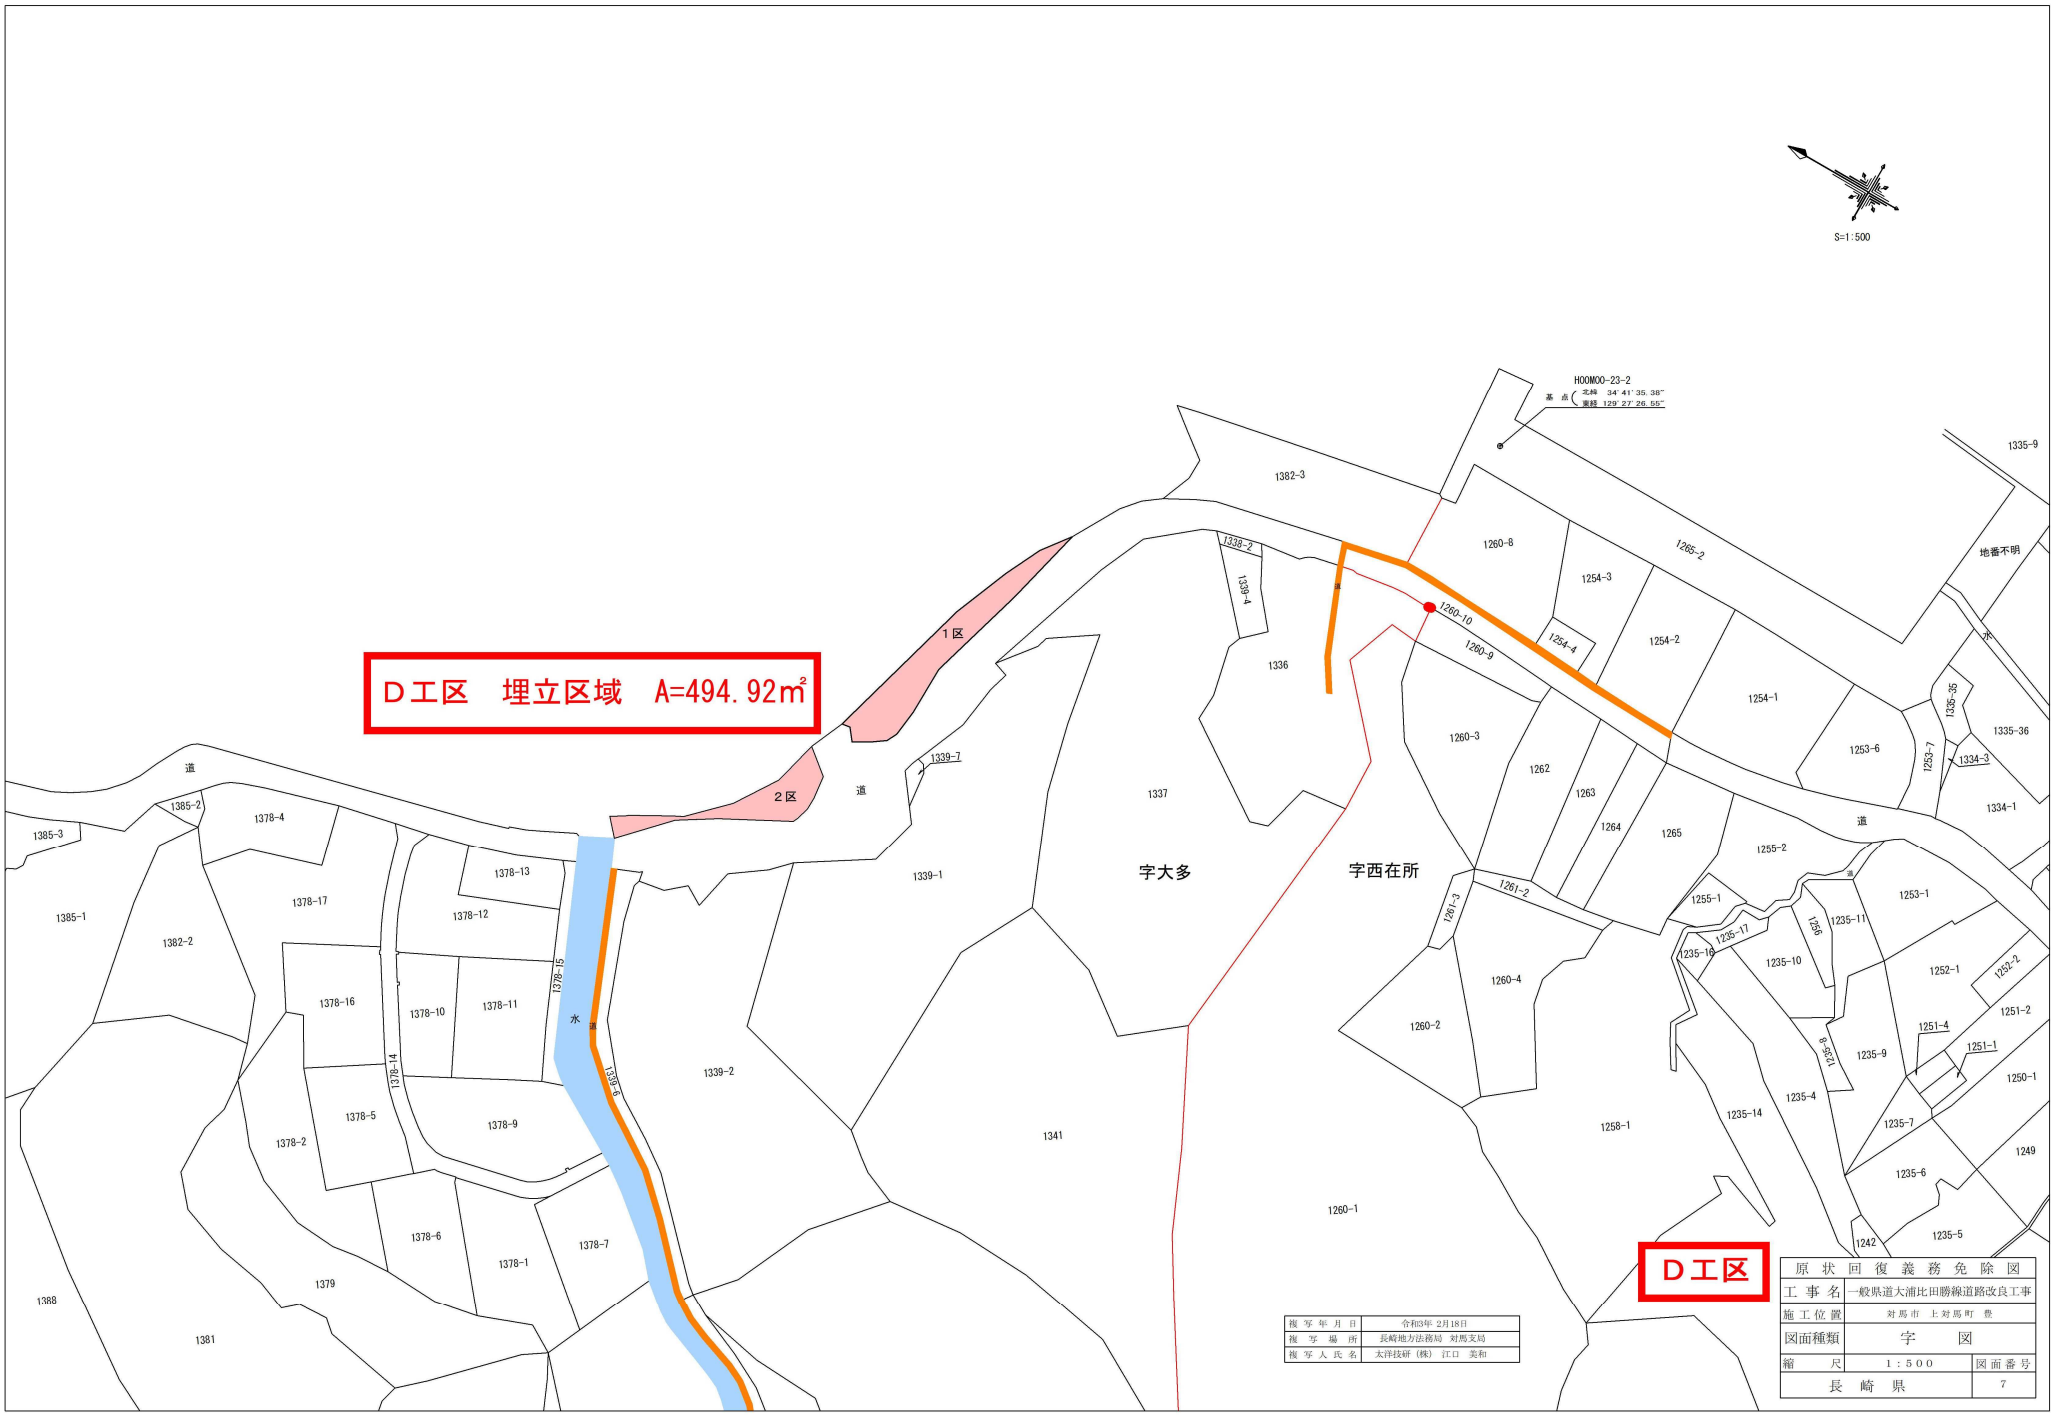 S=1:500
HOOMOO-23-2
基点
北緯 34°41'35.38"
東経 129°27'26.55"
1335-9
1382-3
1260-8
1265-2
地番不明
1338-2
1254-3
1339-4
道
1260-10
1254-4
1254-2
水
1区
1260-9
1336
D工区 埋立区域 A=494.92㎡
1254-1
1335-35
1335-36
1260-3
1253-6
1253-7
1334-3
1339-7
道
1262
2区
道
1337
1263
1334-1
1385-2
1378-4
1385-3
1264
1265
道
1255-2
字大多
字西在所
1378-13
1339-1
道
1378-17
1378-12
1261-2
1261-3
1255-1
1253-1
1385-1
1382-2
1256
1235-11
1235-17
1235-16
1235-10
1378-15
1378-16
1378-10
1378-11
1260-4
1252-1
1252-2
水
道
1260-2
1251-4
1251-2
1251-1
1235-8
1235-9
1378-14
1339-6
1339-2
1250-1
1378-5
1235-4
1378-2
1378-9
1341
1258-1
1235-14
1235-7
1249
1235-6
1260-1
1378-6
1378-7
1242
1235-5
1378-1
1379
1388
1381
D工区
原状回復義務免除図
工事名 一般県道大浦比田勝線道路改良工事
施工位置 対馬市 上対馬町 豊
図面種類 字 図
縮尺 1:500 図面番号
長崎県 7
複写年月日 令和3年 2月18日
複写場所 長崎地方法務局 対馬支局
複写人氏名 太洋技研(株) 江口 美和